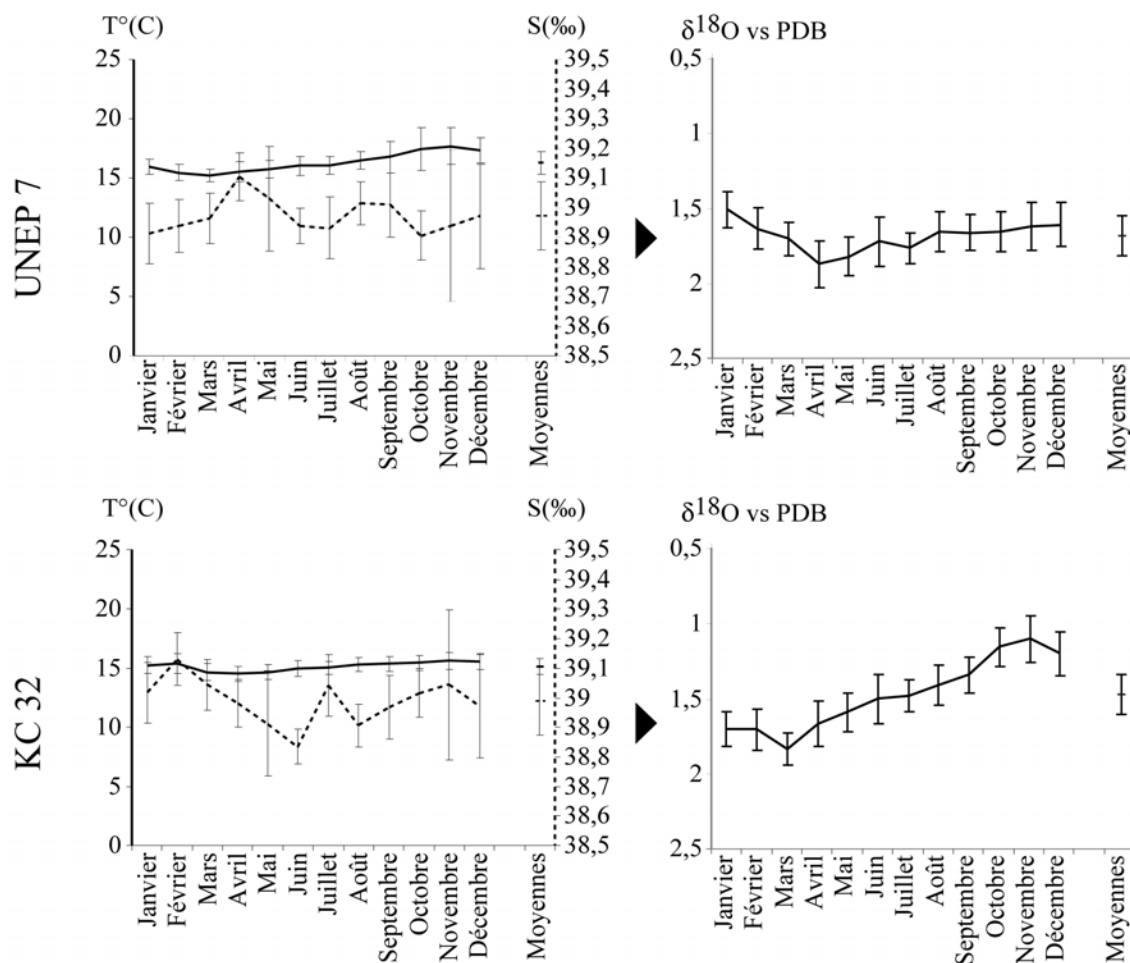 T°(C)
S(‰)
δ18O vs PDB
UNEP 7
25
20
15
10
5
0
39,5
39,4
39,3
39,2
39,1
39
38,9
38,8
38,7
38,6
38,5
0,5
1
1,5
2
2,5
Janvier
Février
Mars
Avril
Mai
Juin
Juillet
Août
Septembre
Octobre
Novembre
Décembre
Moyennes
Janvier
Février
Mars
Avril
Mai
Juin
Juillet
Août
Septembre
Octobre
Novembre
Décembre
Moyennes
T°(C)
S(‰)
δ18O vs PDB
KC 32
25
20
15
10
5
0
39,5
39,4
39,3
39,2
39,1
39
38,9
38,8
38,7
38,6
38,5
0,5
1
1,5
2
2,5
Janvier
Février
Mars
Avril
Mai
Juin
Juillet
Août
Septembre
Octobre
Novembre
Décembre
Moyennes
Janvier
Février
Mars
Avril
Mai
Juin
Juillet
Août
Septembre
Octobre
Novembre
Décembre
Moyennes